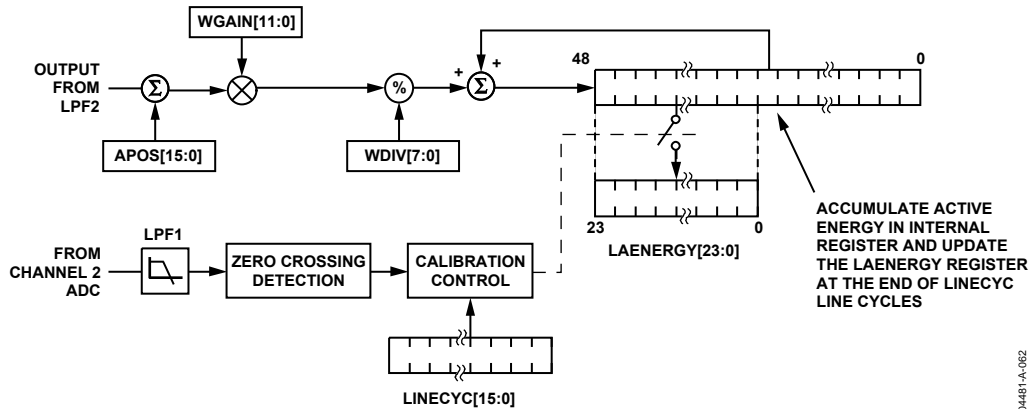 WGAIN[11:0]
OUTPUT
FROM
LPF2
Σ
%
+
+
Σ
48
0
APOS[15:0]
WDIV[7:0]
23
0
LAENERGY[23:0]
ACCUMULATE ACTIVE
ENERGY IN INTERNAL
REGISTER AND UPDATE
THE LAENERGY REGISTER
AT THE END OF LINECYC
LINE CYCLES
FROM
CHANNEL 2
ADC
LPF1
ZERO CROSSING
DETECTION
CALIBRATION
CONTROL
LINECYC[15:0]
04481-A-062